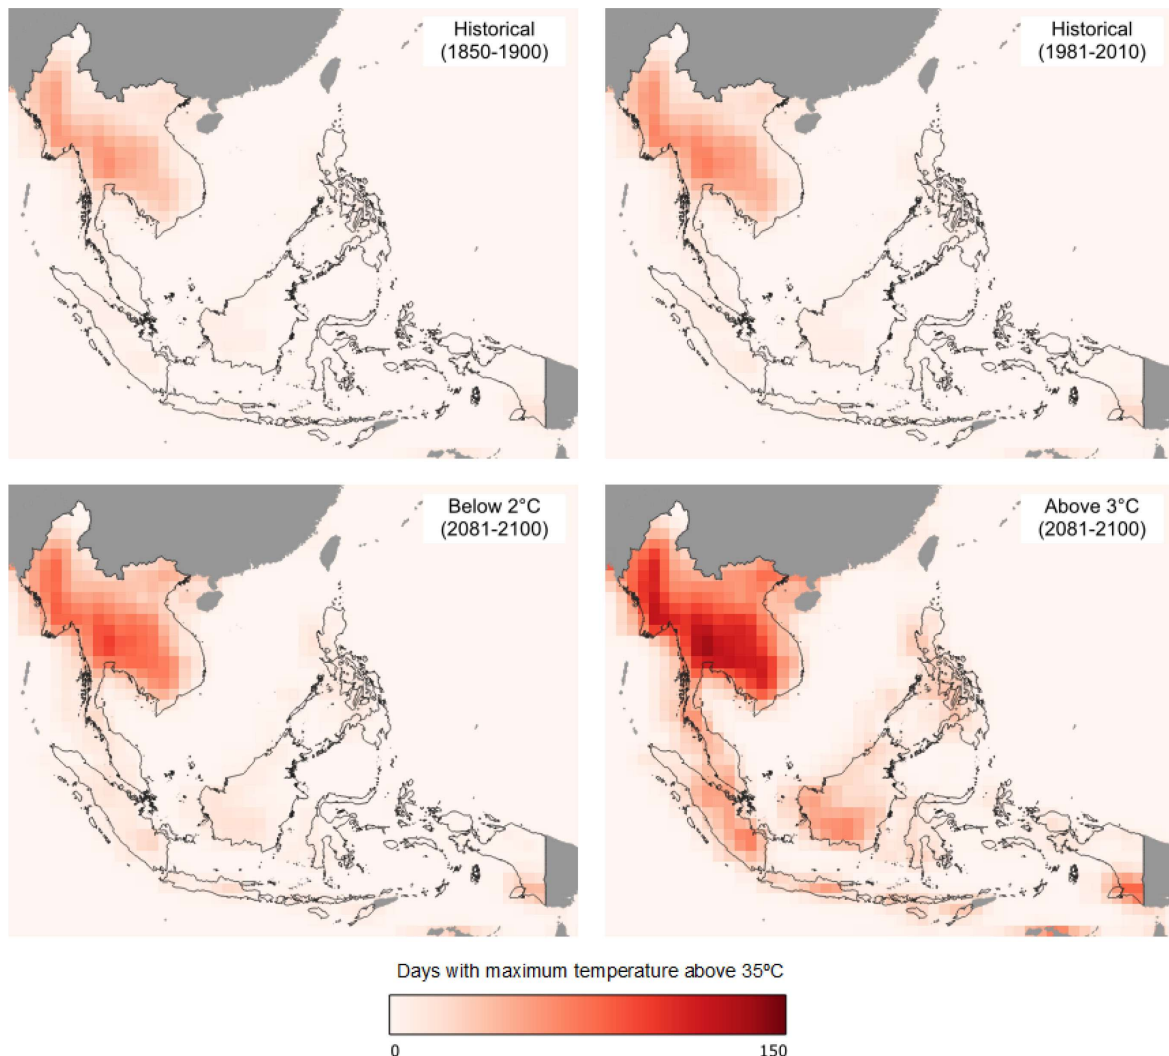 Historical
(1850-1900)
Historical
(1981-2010)
Below 2°C
(2081-2100)
Above 3°C
(2081-2100)
Days with maximum temperature above 35ºC
0
150